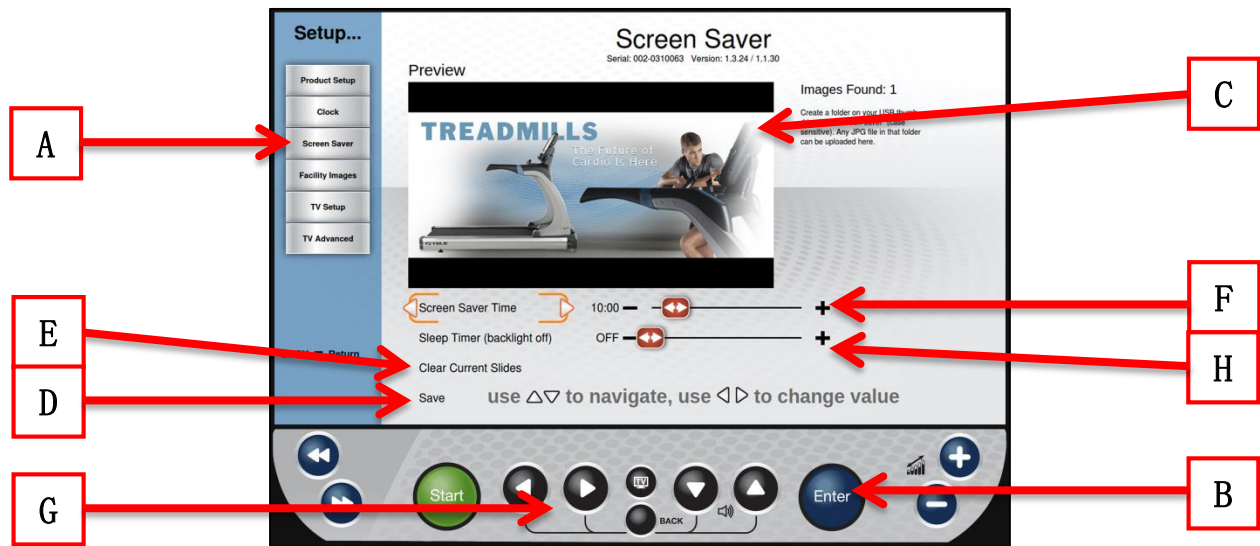 Setup...
Screen Saver
Serial: 002-0310063 Version: 1.3.24 / 1.1.30
Product Setup
Clock
Screen Saver
Facility Images
TV Setup
TV Advanced
Return
Preview
TREADMILLS
The Future of
Cardio Is Here
Images Found: 1
Create a folder on your USB
(case
sensitive). Any JPG file in that folder
can be uploaded here.
Screen Saver Time 10:00
Sleep Timer (backlight off) OFF
Clear Current Slides
Save use △▽ to navigate, use ◁ ▷ to change value
Start
TV
BACK
Enter
A
E
D
G
C
F
H
B